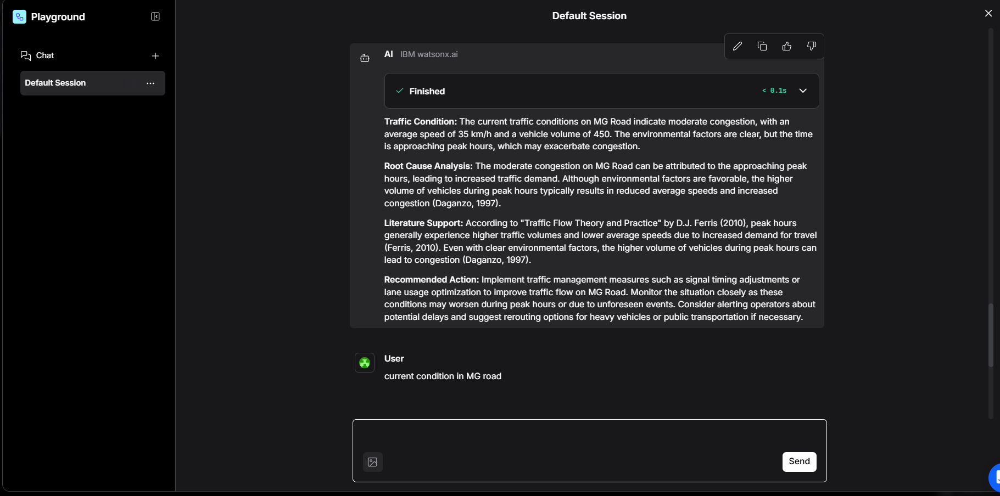 Playground
Default Session
Chat
Default Session
AI IBM watsonx.ai
Finished
< 0.1s
Traffic Condition: The current traffic conditions on MG Road indicate moderate congestion, with an
average speed of 35 km/h and a vehicle volume of 450. The environmental factors are clear, but the time
is approaching peak hours, which may exacerbate congestion.
Root Cause Analysis: The moderate congestion on MG Road can be attributed to the approaching peak
hours, leading to increased traffic demand. Although environmental factors are favorable, the higher
volume of vehicles during peak hours typically results in reduced average speeds and increased
congestion (Daganzo, 1997).
Literature Support: According to "Traffic Flow Theory and Practice" by D.J. Ferris (2010), peak hours
generally experience higher traffic volumes and lower average speeds due to increased demand for travel
(Ferris, 2010). Even with clear environmental factors, the higher volume of vehicles during peak hours can
lead to congestion (Daganzo, 1997).
Recommended Action: Implement traffic management measures such as signal timing adjustments or
lane usage optimization to improve traffic flow on MG Road. Monitor the situation closely as these
conditions may worsen during peak hours or due to unforeseen events. Consider alerting operators about
potential delays and suggest rerouting options for heavy vehicles or public transportation if necessary.
User
current condition in MG road
Send